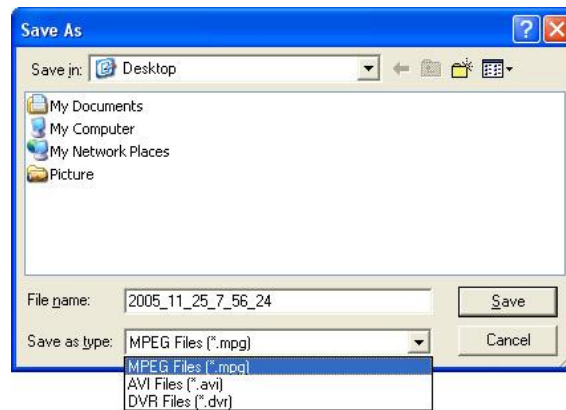 Save As
Save in: Desktop
My Documents
My Computer
My Network Places
Picture
File name: 2005_11_25_7_56_24 Save
Save as type: MPEG Files (*.mpg) Cancel
MPEG Files (*.mpg)
AVI Files (*.avi)
DVR Files (*.dvr)